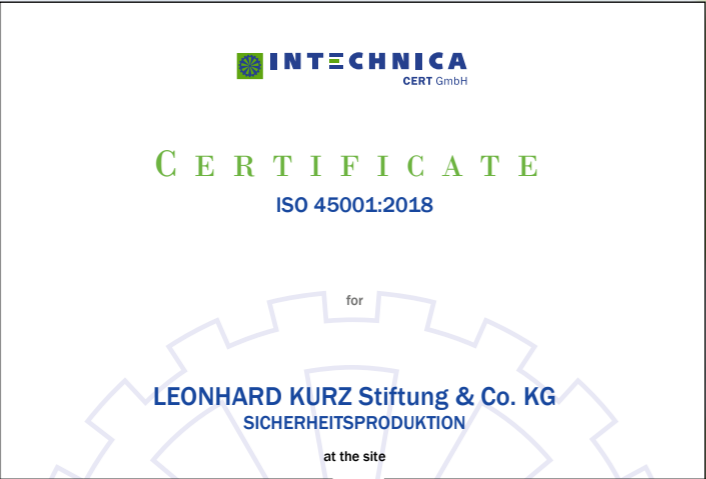 INTECHNICA
CERT GmbH
CERTIFICATE
ISO 45001:2018
for
LEONHARD KURZ Stiftung & Co. KG
SICHERHEITSPRODUKTION
at the site